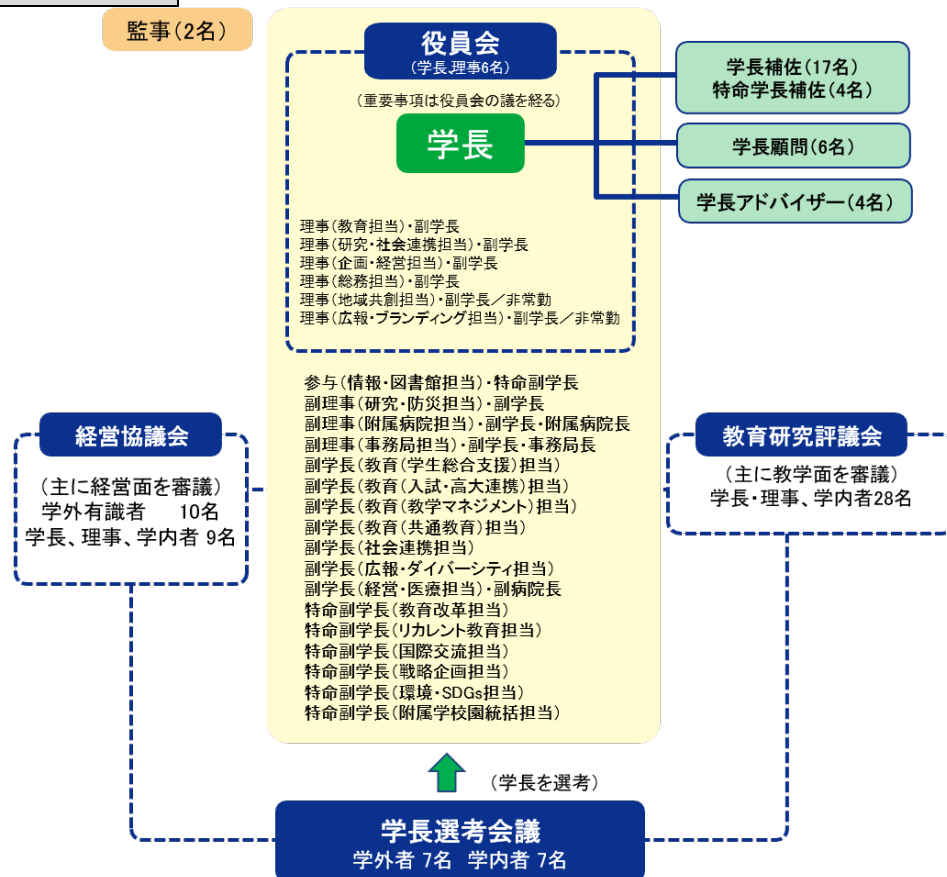 監事(2名)
役員会
(学長,理事6名)
(重要事項は役員会の議を経る)
学長
学長補佐(17名)
特命学長補佐(4名)
学長顧問(6名)
学長アドバイザー(4名)
理事(教育担当)・副学長
理事(研究・社会連携担当)・副学長
理事(企画・経営担当)・副学長
理事(総務担当)・副学長
理事(地域共創担当)・副学長/非常勤
理事(広報・ブランディング担当)・副学長/非常勤
参与(情報・図書館担当)・特命副学長
副理事(研究・防災担当)・副学長
副理事(附属病院担当)・副学長・附属病院長
副理事(事務局担当)・副学長・事務局長
副学長(教育(学生総合支援)担当)
副学長(教育(入試・高大連携)担当)
副学長(教育(教学マネジメント)担当)
副学長(教育(共通教育)担当)
副学長(社会連携担当)
副学長(広報・ダイバーシティ担当)
副学長(経営・医療担当)・副病院長
特命副学長(教育改革担当)
特命副学長(リカレント教育担当)
特命副学長(国際交流担当)
特命副学長(戦略企画担当)
特命副学長(環境・SDGs担当)
特命副学長(附属学校園統括担当)
経営協議会
(主に経営面を審議)
学外有識者 10名
学長、理事、学内者 9名
教育研究評議会
(主に教学面を審議)
学長・理事、学内者28名
(学長を選考)
学長選考会議
学外者 7名 学内者 7名